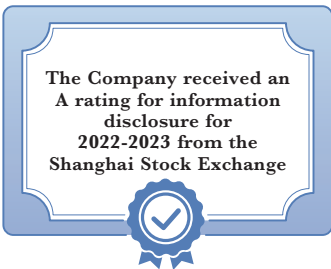 The Company received an
A rating for information
disclosure for
2022-2023 from the
Shanghai Stock Exchange